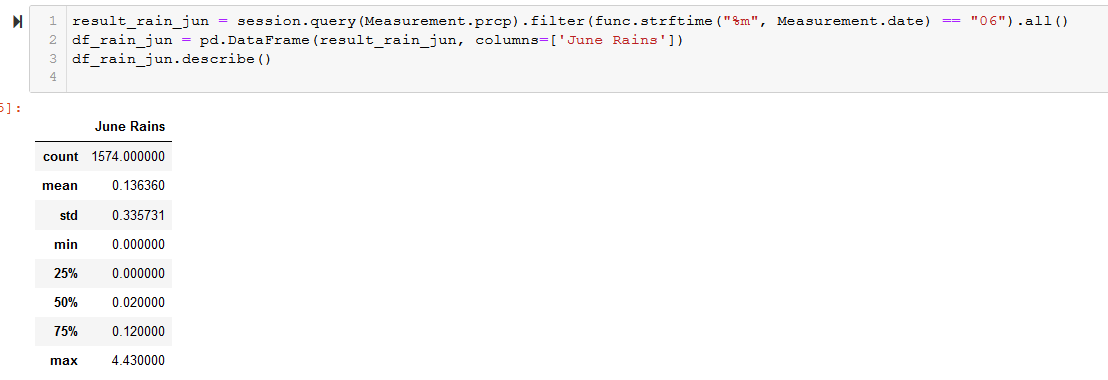 1 result_rain_jun = session.query(Measurement.prcp).filter(func.strftime("%m", Measurement.date) == "06").all()
2 df_rain_jun = pd.DataFrame(result_rain_jun, columns=['June Rains'])
3 df_rain_jun.describe()
4
5]:
June Rains
count 1574.000000
mean 0.136360
std 0.335731
min 0.000000
25% 0.000000
50% 0.020000
75% 0.120000
max 4.430000